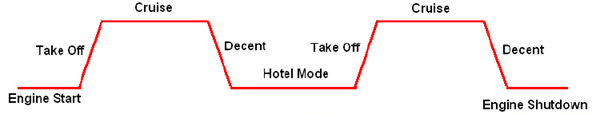 Cruise
Cruise
Take Off
Decent
Take Off
Decent
Hotel Mode
Engine Start
Engine Shutdown